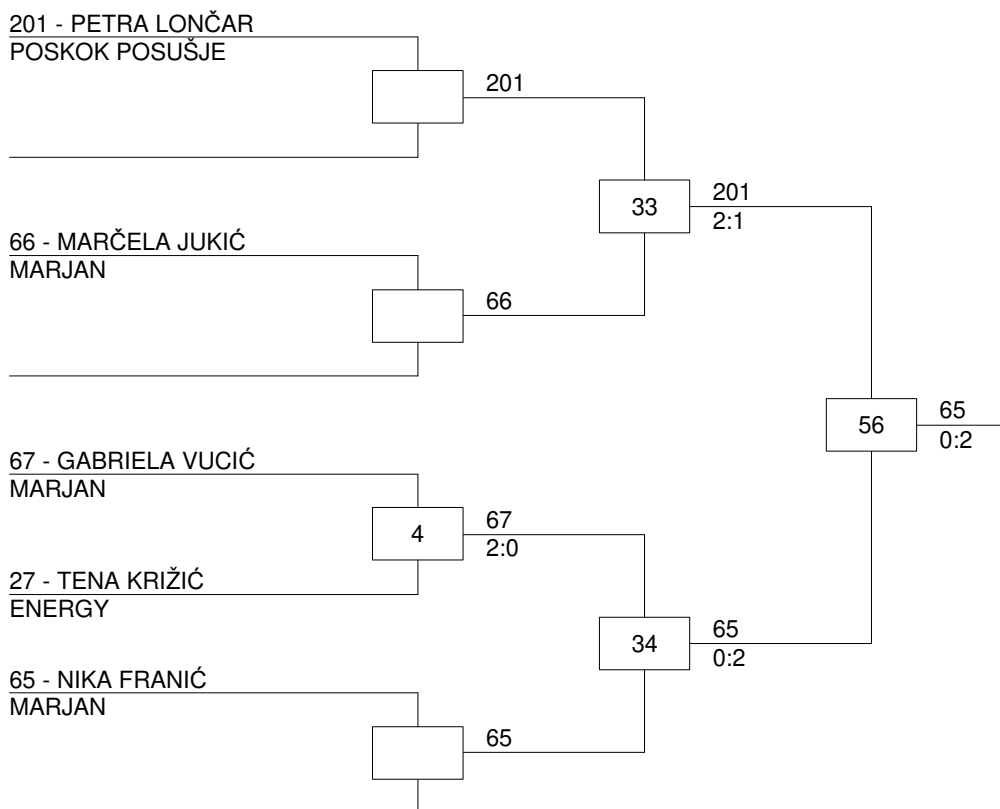 201 - PETRA LONČAR
POSKOK POSUŠJE
201
33
201
2:1
66 - MARČELA JUKIĆ
MARJAN
66
56
65
0:2
67 - GABRIELA VUCIĆ
MARJAN
4
67
2:0
27 - TENA KRIŽIĆ
ENERGY
34
65
0:2
65 - NIKA FRANIĆ
MARJAN
65